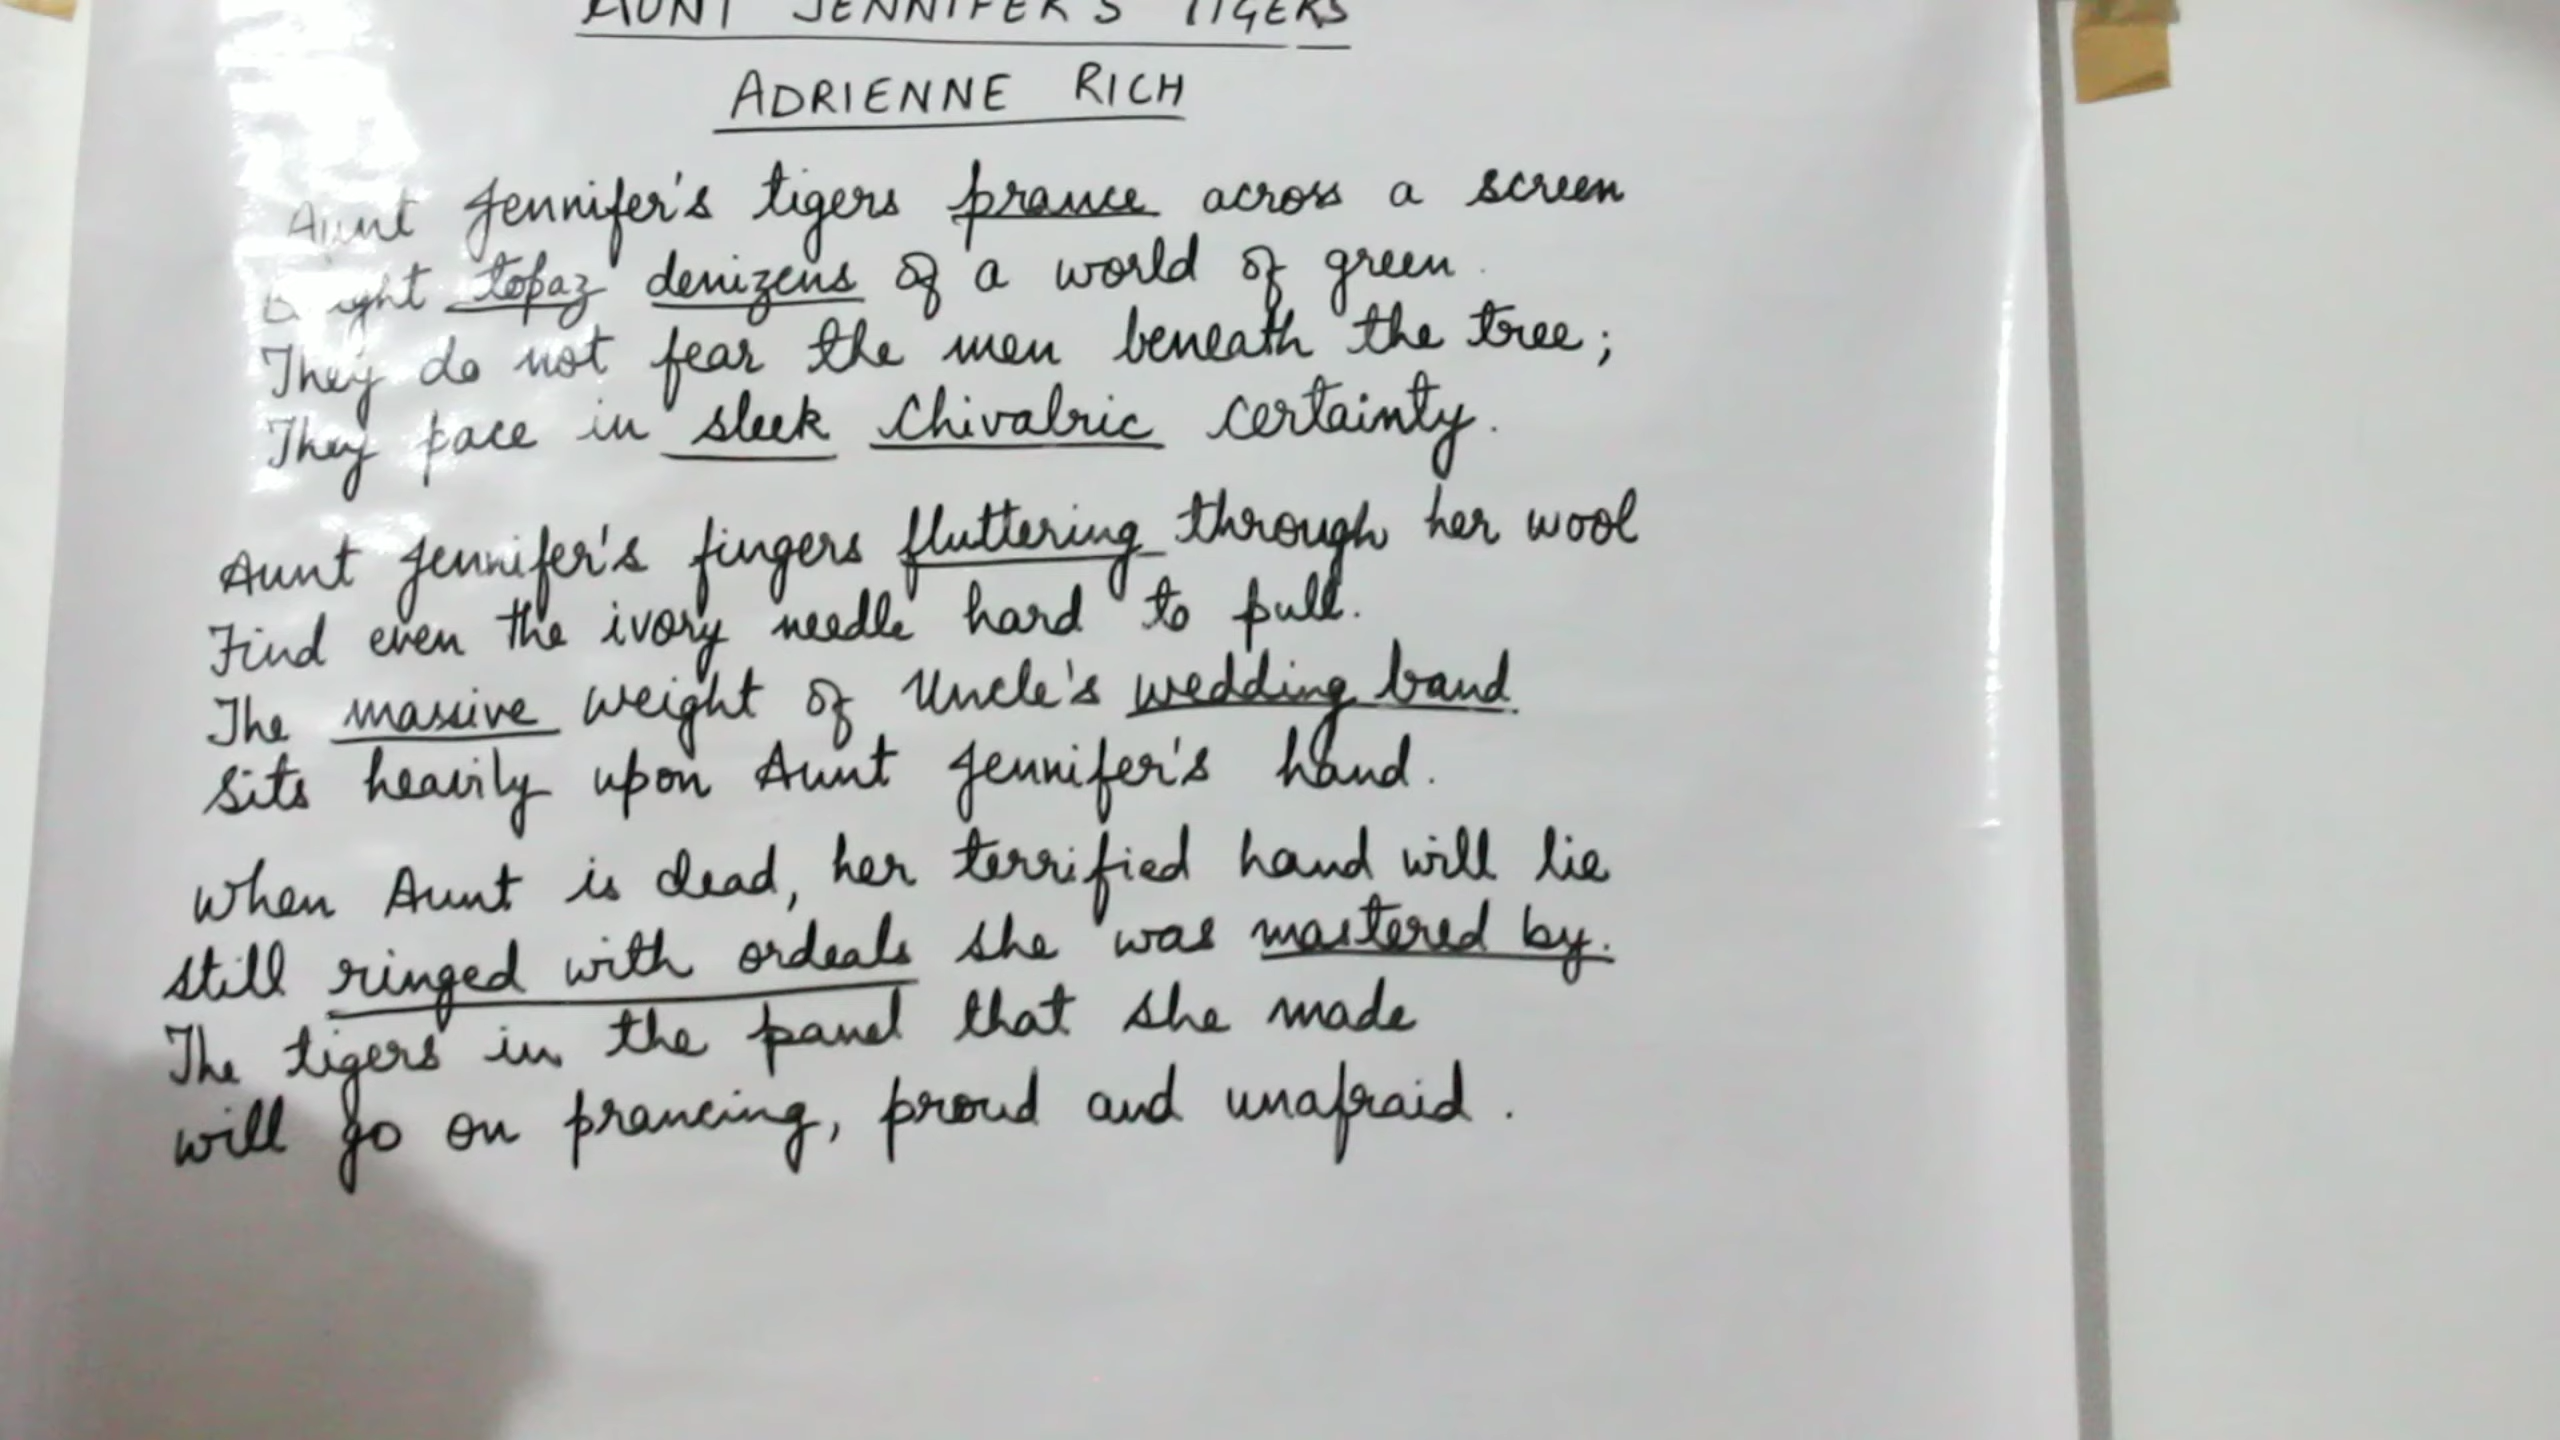 AUNT JENNIFER'S TIGERS
ADRIENNE RICH
Aunt Jennifer's tigers prance across a screen
Bright topaz denizens of a world of green.
They do not fear the men beneath the tree;
They pace in sleek Chivalric certainty.
Aunt Jennifer's fingers fluttering through her wool
Find even the ivory needle hard to pull.
The massive weight of Uncle's wedding band
Sits heavily upon Aunt Jennifer's hand.
When Aunt is dead, her terrified hand will lie
still ringed with ordeals she was mastered by.
The tigers in the panel that she made
will go on prancing, proud and unafraid.